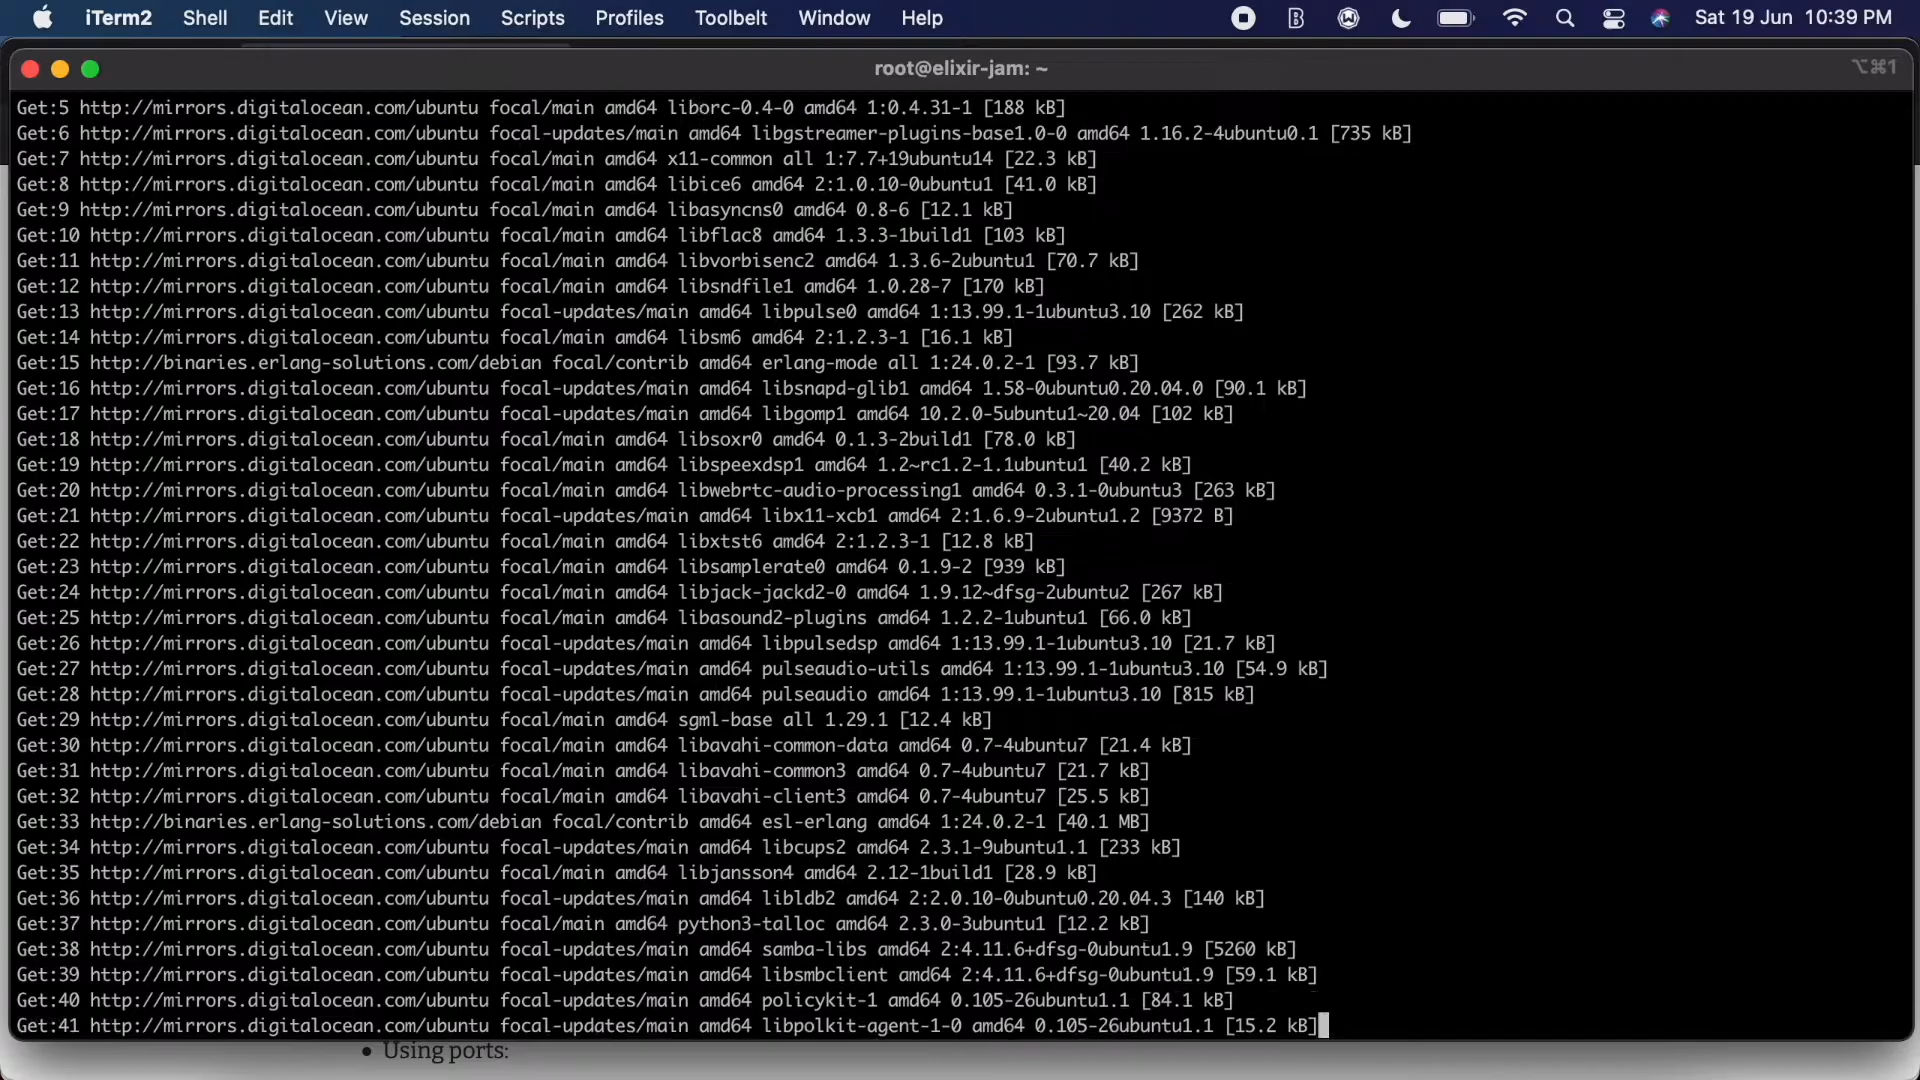 iTerm2 Shell Edit View Session Scripts Profiles Toolbelt Window Help Sat 19 Jun 10:39 PM
root@elixir-jam: ~ ⌥⌘1
Get:5 http://mirrors.digitalocean.com/ubuntu focal/main amd64 liborc-0.4-0 amd64 1:0.4.31-1 [188 kB]
Get:6 http://mirrors.digitalocean.com/ubuntu focal-updates/main amd64 libgstreamer-plugins-base1.0-0 amd64 1.16.2-4ubuntu0.1 [735 kB]
Get:7 http://mirrors.digitalocean.com/ubuntu focal/main amd64 x11-common all 1:7.7+19ubuntu14 [22.3 kB]
Get:8 http://mirrors.digitalocean.com/ubuntu focal/main amd64 libice6 amd64 2:1.0.10-0ubuntu1 [41.0 kB]
Get:9 http://mirrors.digitalocean.com/ubuntu focal/main amd64 libasyncns0 amd64 0.8-6 [12.1 kB]
Get:10 http://mirrors.digitalocean.com/ubuntu focal/main amd64 libflac8 amd64 1.3.3-1build1 [103 kB]
Get:11 http://mirrors.digitalocean.com/ubuntu focal/main amd64 libvorbisenc2 amd64 1.3.6-2ubuntu1 [70.7 kB]
Get:12 http://mirrors.digitalocean.com/ubuntu focal/main amd64 libsndfile1 amd64 1.0.28-7 [170 kB]
Get:13 http://mirrors.digitalocean.com/ubuntu focal-updates/main amd64 libpulse0 amd64 1:13.99.1-1ubuntu3.10 [262 kB]
Get:14 http://mirrors.digitalocean.com/ubuntu focal/main amd64 libsm6 amd64 2:1.2.3-1 [16.1 kB]
Get:15 http://binaries.erlang-solutions.com/debian focal/contrib amd64 erlang-mode all 1:24.0.2-1 [93.7 kB]
Get:16 http://mirrors.digitalocean.com/ubuntu focal-updates/main amd64 libsnapd-glib1 amd64 1.58-0ubuntu0.20.04.0 [90.1 kB]
Get:17 http://mirrors.digitalocean.com/ubuntu focal-updates/main amd64 libgomp1 amd64 10.2.0-5ubuntu1~20.04 [102 kB]
Get:18 http://mirrors.digitalocean.com/ubuntu focal/main amd64 libsoxr0 amd64 0.1.3-2build1 [78.0 kB]
Get:19 http://mirrors.digitalocean.com/ubuntu focal/main amd64 libspeexdsp1 amd64 1.2~rc1.2-1.1ubuntu1 [40.2 kB]
Get:20 http://mirrors.digitalocean.com/ubuntu focal/main amd64 libwebrtc-audio-processing1 amd64 0.3.1-0ubuntu3 [263 kB]
Get:21 http://mirrors.digitalocean.com/ubuntu focal-updates/main amd64 libx11-xcb1 amd64 2:1.6.9-2ubuntu1.2 [9372 B]
Get:22 http://mirrors.digitalocean.com/ubuntu focal/main amd64 libxtst6 amd64 2:1.2.3-1 [12.8 kB]
Get:23 http://mirrors.digitalocean.com/ubuntu focal/main amd64 libsamplerate0 amd64 0.1.9-2 [939 kB]
Get:24 http://mirrors.digitalocean.com/ubuntu focal/main amd64 libjack-jackd2-0 amd64 1.9.12~dfsg-2ubuntu2 [267 kB]
Get:25 http://mirrors.digitalocean.com/ubuntu focal/main amd64 libasound2-plugins amd64 1.2.2-1ubuntu1 [66.0 kB]
Get:26 http://mirrors.digitalocean.com/ubuntu focal-updates/main amd64 libpulsedsp amd64 1:13.99.1-1ubuntu3.10 [21.7 kB]
Get:27 http://mirrors.digitalocean.com/ubuntu focal-updates/main amd64 pulseaudio-utils amd64 1:13.99.1-1ubuntu3.10 [54.9 kB]
Get:28 http://mirrors.digitalocean.com/ubuntu focal-updates/main amd64 pulseaudio amd64 1:13.99.1-1ubuntu3.10 [815 kB]
Get:29 http://mirrors.digitalocean.com/ubuntu focal/main amd64 sgml-base all 1.29.1 [12.4 kB]
Get:30 http://mirrors.digitalocean.com/ubuntu focal/main amd64 libavahi-common-data amd64 0.7-4ubuntu7 [21.4 kB]
Get:31 http://mirrors.digitalocean.com/ubuntu focal/main amd64 libavahi-common3 amd64 0.7-4ubuntu7 [21.7 kB]
Get:32 http://mirrors.digitalocean.com/ubuntu focal/main amd64 libavahi-client3 amd64 0.7-4ubuntu7 [25.5 kB]
Get:33 http://binaries.erlang-solutions.com/debian focal/contrib amd64 esl-erlang amd64 1:24.0.2-1 [40.1 MB]
Get:34 http://mirrors.digitalocean.com/ubuntu focal-updates/main amd64 libcups2 amd64 2.3.1-9ubuntu1.1 [233 kB]
Get:35 http://mirrors.digitalocean.com/ubuntu focal/main amd64 libjansson4 amd64 2.12-1build1 [28.9 kB]
Get:36 http://mirrors.digitalocean.com/ubuntu focal-updates/main amd64 libldb2 amd64 2:2.0.10-0ubuntu0.20.04.3 [140 kB]
Get:37 http://mirrors.digitalocean.com/ubuntu focal/main amd64 python3-talloc amd64 2.3.0-3ubuntu1 [12.2 kB]
Get:38 http://mirrors.digitalocean.com/ubuntu focal-updates/main amd64 samba-libs amd64 2:4.11.6+dfsg-0ubuntu1.9 [5260 kB]
Get:39 http://mirrors.digitalocean.com/ubuntu focal-updates/main amd64 libsmbclient amd64 2:4.11.6+dfsg-0ubuntu1.9 [59.1 kB]
Get:40 http://mirrors.digitalocean.com/ubuntu focal-updates/main amd64 policykit-1 amd64 0.105-26ubuntu1.1 [84.1 kB]
Get:41 http://mirrors.digitalocean.com/ubuntu focal-updates/main amd64 libpolkit-agent-1-0 amd64 0.105-26ubuntu1.1 [15.2 kB]
• Using ports: